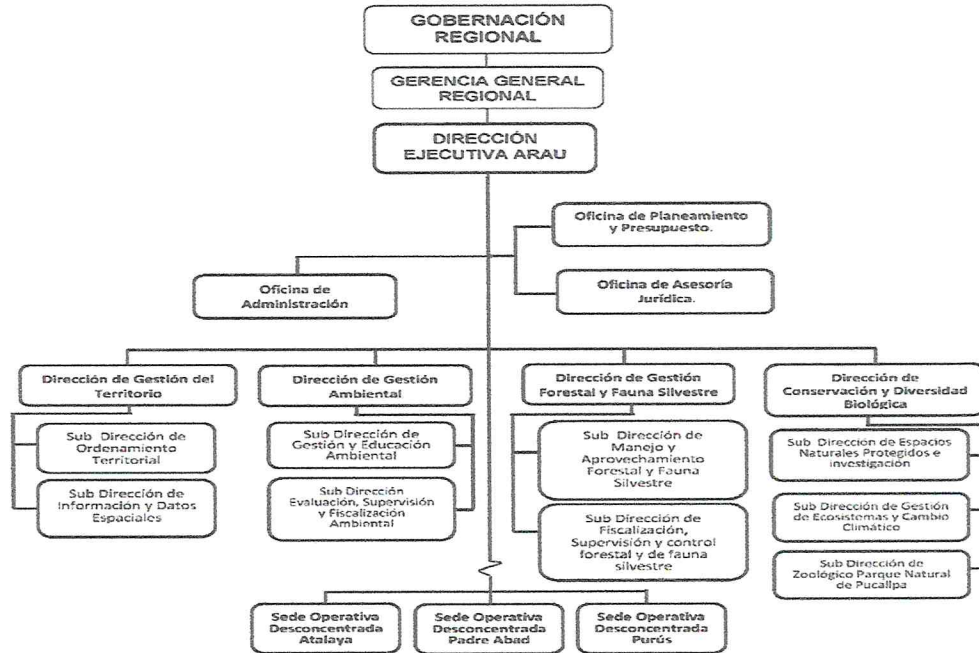 GOBERNACIÓN
REGIONAL
GERENCIA GENERAL
REGIONAL
DIRECCIÓN
EJECUTIVA ARAU
Oficina de Planeamiento
y Presupuesto.
Oficina de
Administración
Oficina de Asesoría
Jurídica.
Dirección de Gestión del
Territorio
Sub Dirección de
Ordenamiento
Territorial
Sub Dirección de
Información y Datos
Espaciales
Dirección de Gestión
Ambiental
Sub Dirección de
Gestión y Educación
Ambiental
Sub Dirección
Evaluación, Supervisión
y Fiscalización
Ambiental
Dirección de Gestión
Forestal y Fauna Silvestre
Sub Dirección de
Manejo y
Aprovechamiento
Forestal y Fauna
Silvestre
Sub Dirección de
Fiscalización,
Supervisión y control
forestal y de fauna
silvestre
Dirección de
Conservación y Diversidad
Biológica
Sub Dirección de Espacios
Naturales Protegidos e
investigación
Sub Dirección de Gestión
de Ecosistemas y Cambio
Climático
Sub Dirección de
Zoológico Parque Natural
de Pucallpa
Sede Operativa
Desconcentrada
Atalaya
Sede Operativa
Desconcentrada
Padre Abad
Sede Operativa
Desconcentrada
Purús